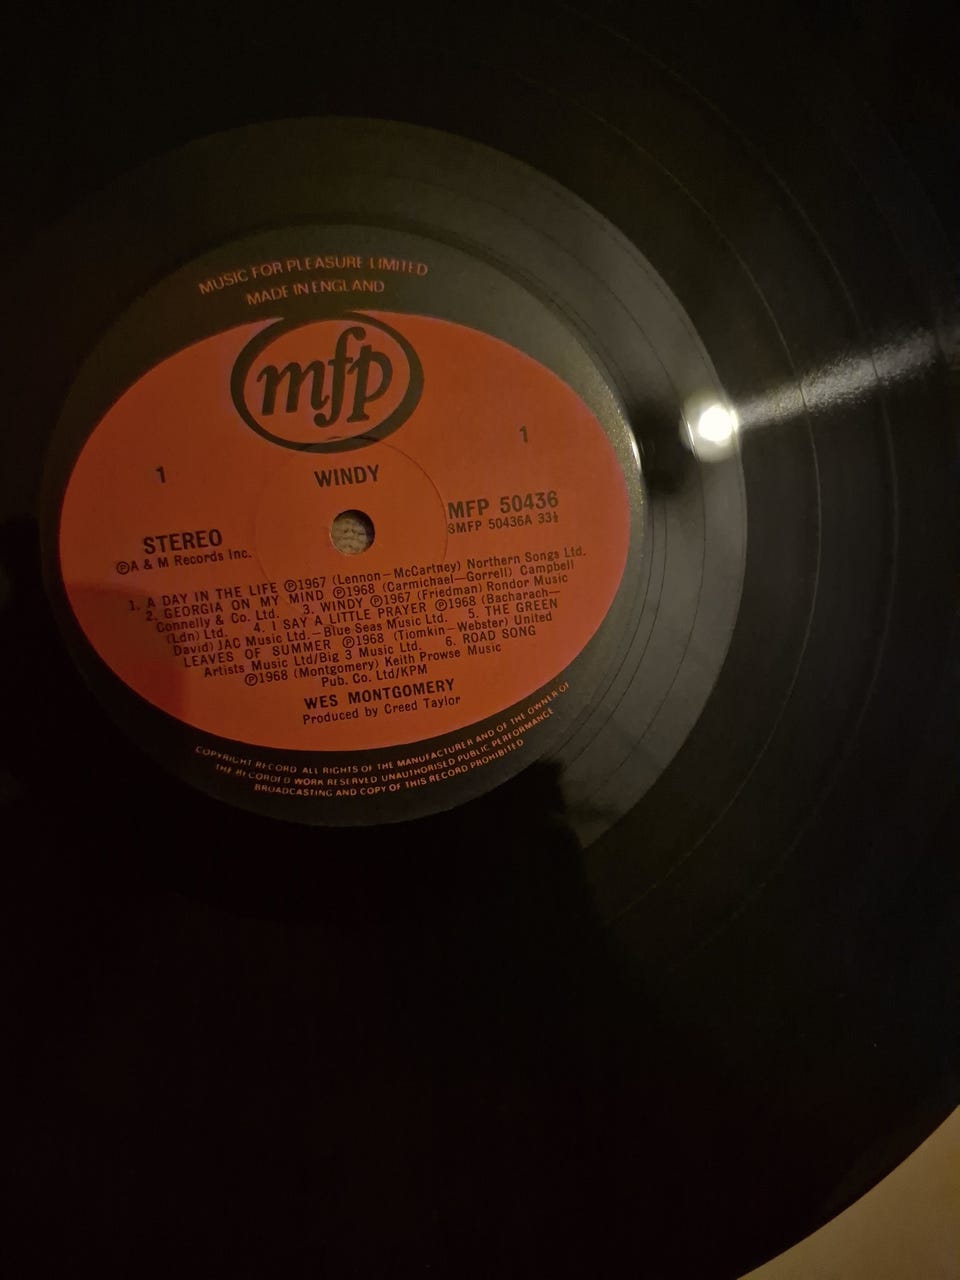 MUSIC FOR PLEASURE LIMITED
MADE IN ENGLAND
mfp
1
1
WINDY
STEREO
MFP 50436
SMFP 50436A 33⅓
℗A & M Records Inc.
1. A DAY IN THE LIFE ℗1967 (Lennon—McCartney) Northern Songs Ltd.
2. GEORGIA ON MY MIND ℗1968 (Carmichael—Gorrell) Campbell
Connelly & Co. Ltd. 3. WINDY ℗1967 (Friedman) Rondor Music
(Ldn) Ltd. 4. I SAY A LITTLE PRAYER ℗1968 (Bacharach—
David) JAC Music Ltd.—Blue Seas Music Ltd. 5. THE GREEN
LEAVES OF SUMMER ℗1968 (Tiomkin—Webster) United
Artists Music Ltd/Big 3 Music Ltd. 6. ROAD SONG
℗1968 (Montgomery) Keith Prowse Music
Pub. Co. Ltd/KPM
WES MONTGOMERY
Produced by Creed Taylor
COPYRIGHT RECORD ALL RIGHTS OF THE MANUFACTURER AND OF THE OWNER OF
THE RECORDED WORK RESERVED UNAUTHORISED PUBLIC PERFORMANCE
BROADCASTING AND COPY OF THIS RECORD PROHIBITED